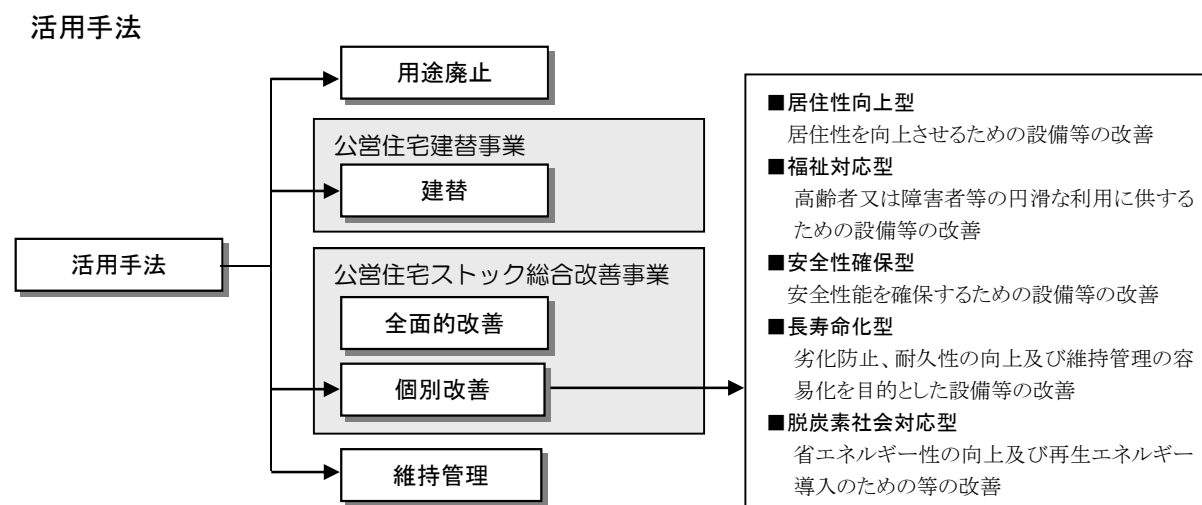 活用手法
用途廃止
公営住宅建替事業
建替
活用手法
公営住宅ストック総合改善事業
全面的改善
個別改善
維持管理
■居住性向上型
居住性を向上させるための設備等の改善
■福祉対応型
高齢者又は障害者等の円滑な利用に供する
ための設備等の改善
■安全性確保型
安全性能を確保するための設備等の改善
■長寿命化型
劣化防止、耐久性の向上及び維持管理の容
易化を目的とした設備等の改善
■脱炭素社会対応型
省エネルギー性の向上及び再生エネルギー
導入のための等の改善